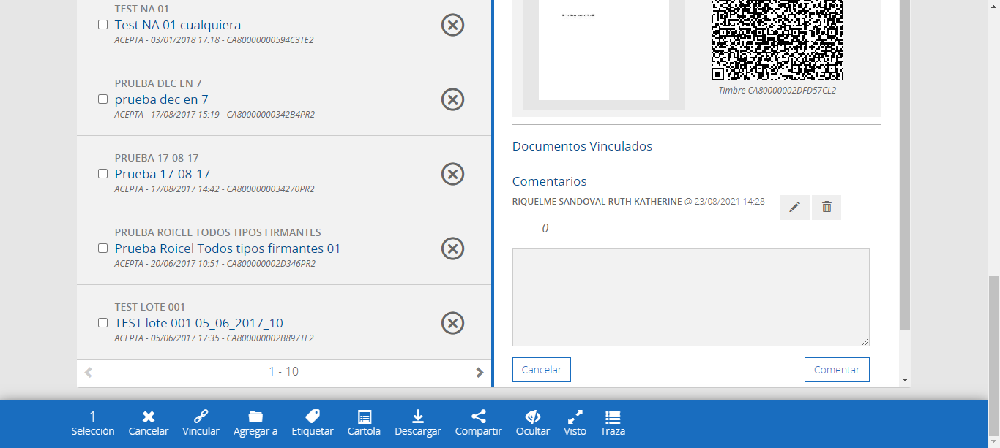 TEST NA 01
Test NA 01 cualquiera
ACEPTA - 03/01/2018 17:18 - CA80000000594C3TE2
PRUEBA DEC EN 7
prueba dec en 7
ACEPTA - 17/08/2017 15:19 - CA80000000342B4PR2
PRUEBA 17-08-17
Prueba 17-08-17
ACEPTA - 17/08/2017 14:42 - CA800000034270PR2
PRUEBA ROICEL TODOS TIPOS FIRMANTES
Prueba Roicel Todos tipos firmantes 01
ACEPTA - 20/06/2017 10:51 - CA800000002D346PR2
TEST LOTE 001
TEST lote 001 05_06_2017_10
ACEPTA - 05/06/2017 17:35 - CA800000002B897TE2
1 - 10
Timbre CA80000002DFD57CL2
Documentos Vinculados
Comentarios
RIQUELME SANDOVAL RUTH KATHERINE @ 23/08/2021 14:28
0
Cancelar
Comentar
1
Selección
Cancelar
Vincular
Agregar a
Etiquetar
Cartola
Descargar
Compartir
Ocultar
Visto
Traza